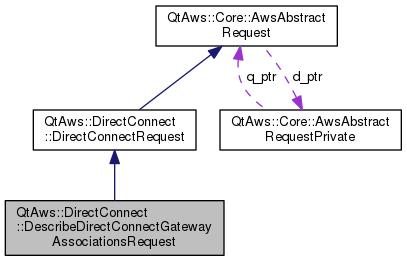 QtAws::Core::AwsAbstract
Request
q_ptr
d_ptr
QtAws::DirectConnect
::DirectConnectRequest
QtAws::Core::AwsAbstract
RequestPrivate
QtAws::DirectConnect
::DescribeDirectConnectGateway
AssociationsRequest